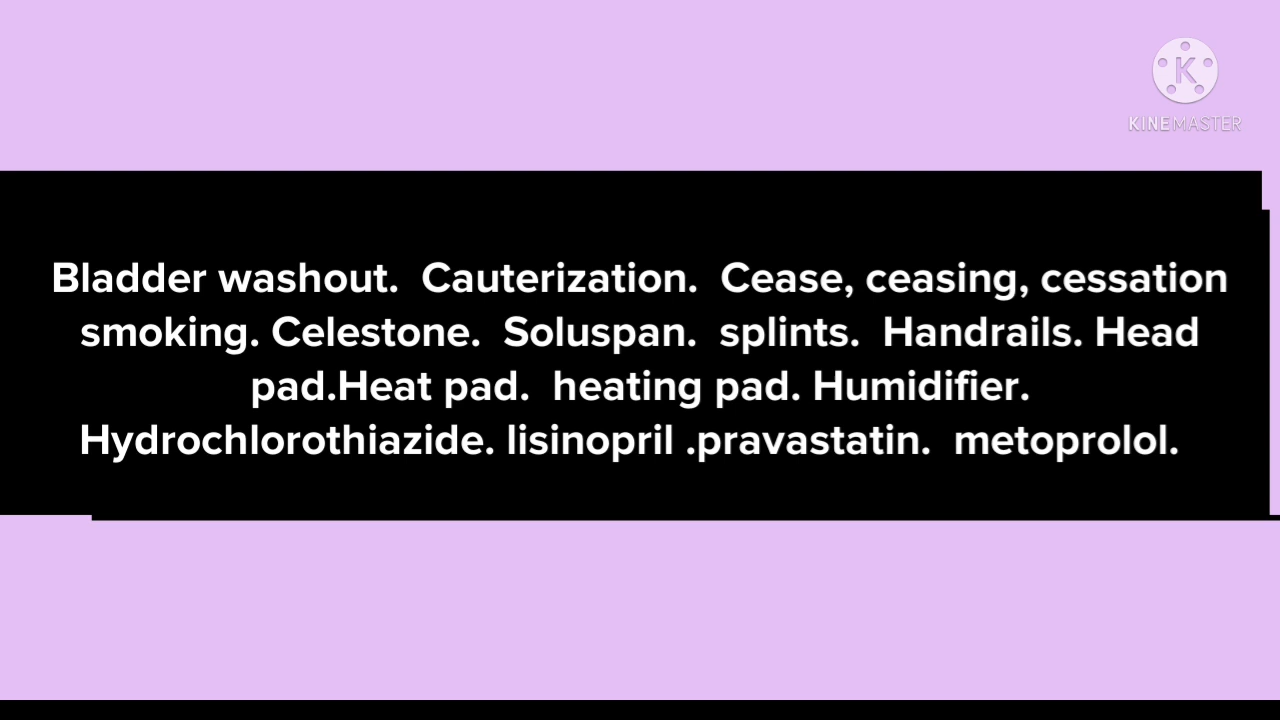 KINEMASTER
Bladder washout.  Cauterization.  Cease, ceasing, cessation
smoking. Celestone.  Soluspan.  splints.  Handrails. Head
pad.Heat pad.  heating pad. Humidifier.
Hydrochlorothiazide. lisinopril .pravastatin.  metoprolol.